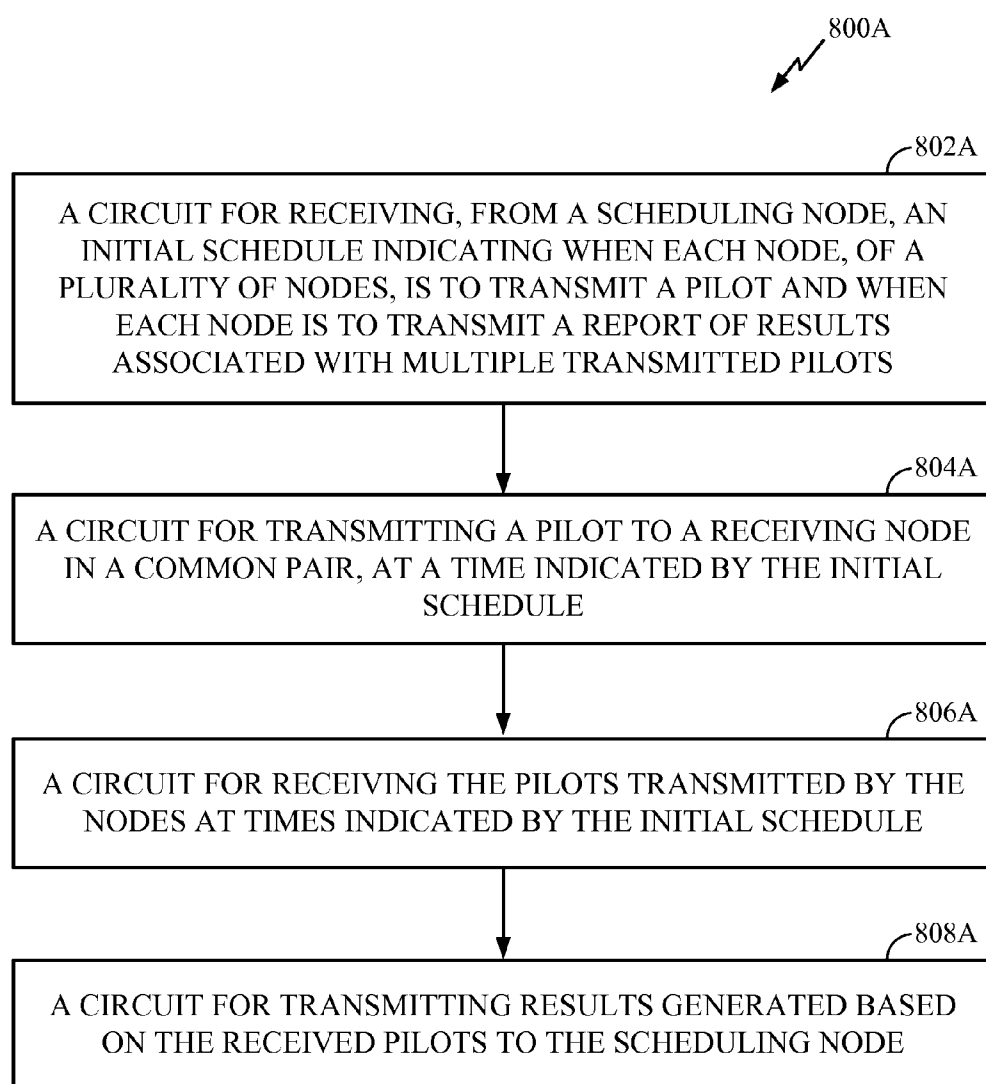 800A
802A
A CIRCUIT FOR RECEIVING, FROM A SCHEDULING NODE, AN
INITIAL SCHEDULE INDICATING WHEN EACH NODE, OF A
PLURALITY OF NODES, IS TO TRANSMIT A PILOT AND WHEN
EACH NODE IS TO TRANSMIT A REPORT OF RESULTS
ASSOCIATED WITH MULTIPLE TRANSMITTED PILOTS
804A
A CIRCUIT FOR TRANSMITTING A PILOT TO A RECEIVING NODE
IN A COMMON PAIR, AT A TIME INDICATED BY THE INITIAL
SCHEDULE
806A
A CIRCUIT FOR RECEIVING THE PILOTS TRANSMITTED BY THE
NODES AT TIMES INDICATED BY THE INITIAL SCHEDULE
808A
A CIRCUIT FOR TRANSMITTING RESULTS GENERATED BASED
ON THE RECEIVED PILOTS TO THE SCHEDULING NODE